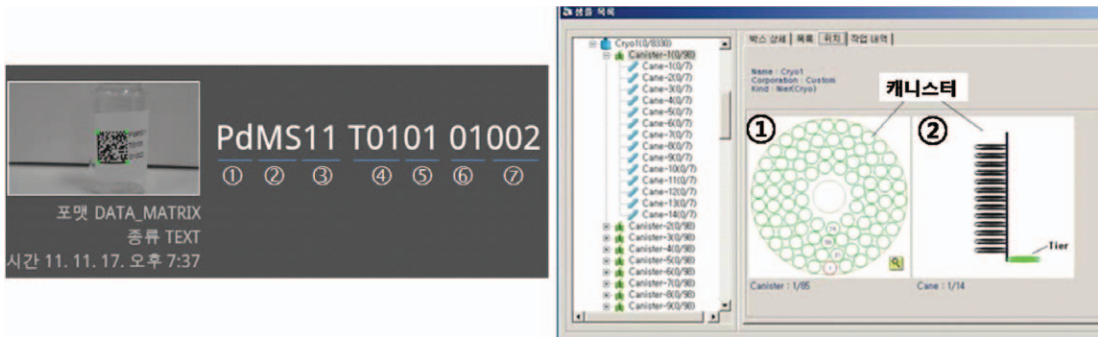 PdMS11 T0101 01002
① ② ③ ④ ⑤ ⑥ ⑦
포맷 DATA_MATRIX
종류 TEXT
시간 11. 11. 17. 오후 7:37
샘플 목록
Cryo1(0/8330)
Canister-1(0/98)
Cane-1(0/7)
Cane-2(0/7)
Cane-3(0/7)
Cane-4(0/7)
Cane-5(0/7)
Cane-6(0/7)
Cane-7(0/7)
Cane-8(0/7)
Cane-9(0/7)
Cane-10(0/7)
Cane-11(0/7)
Cane-12(0/7)
Cane-13(0/7)
Cane-14(0/7)
Canister-2(0/98)
Canister-3(0/98)
Canister-4(0/98)
Canister-5(0/98)
Canister-6(0/98)
Canister-7(0/98)
Canister-8(0/98)
Canister-9(0/98)
박스 상세 목록 위치 작업 내역
Name : Cryo1
Corporation : Custom
Kind : Nier(Cryo)
캐니스터
① ②
Tier
Canister : 1/85
Cane : 1/14